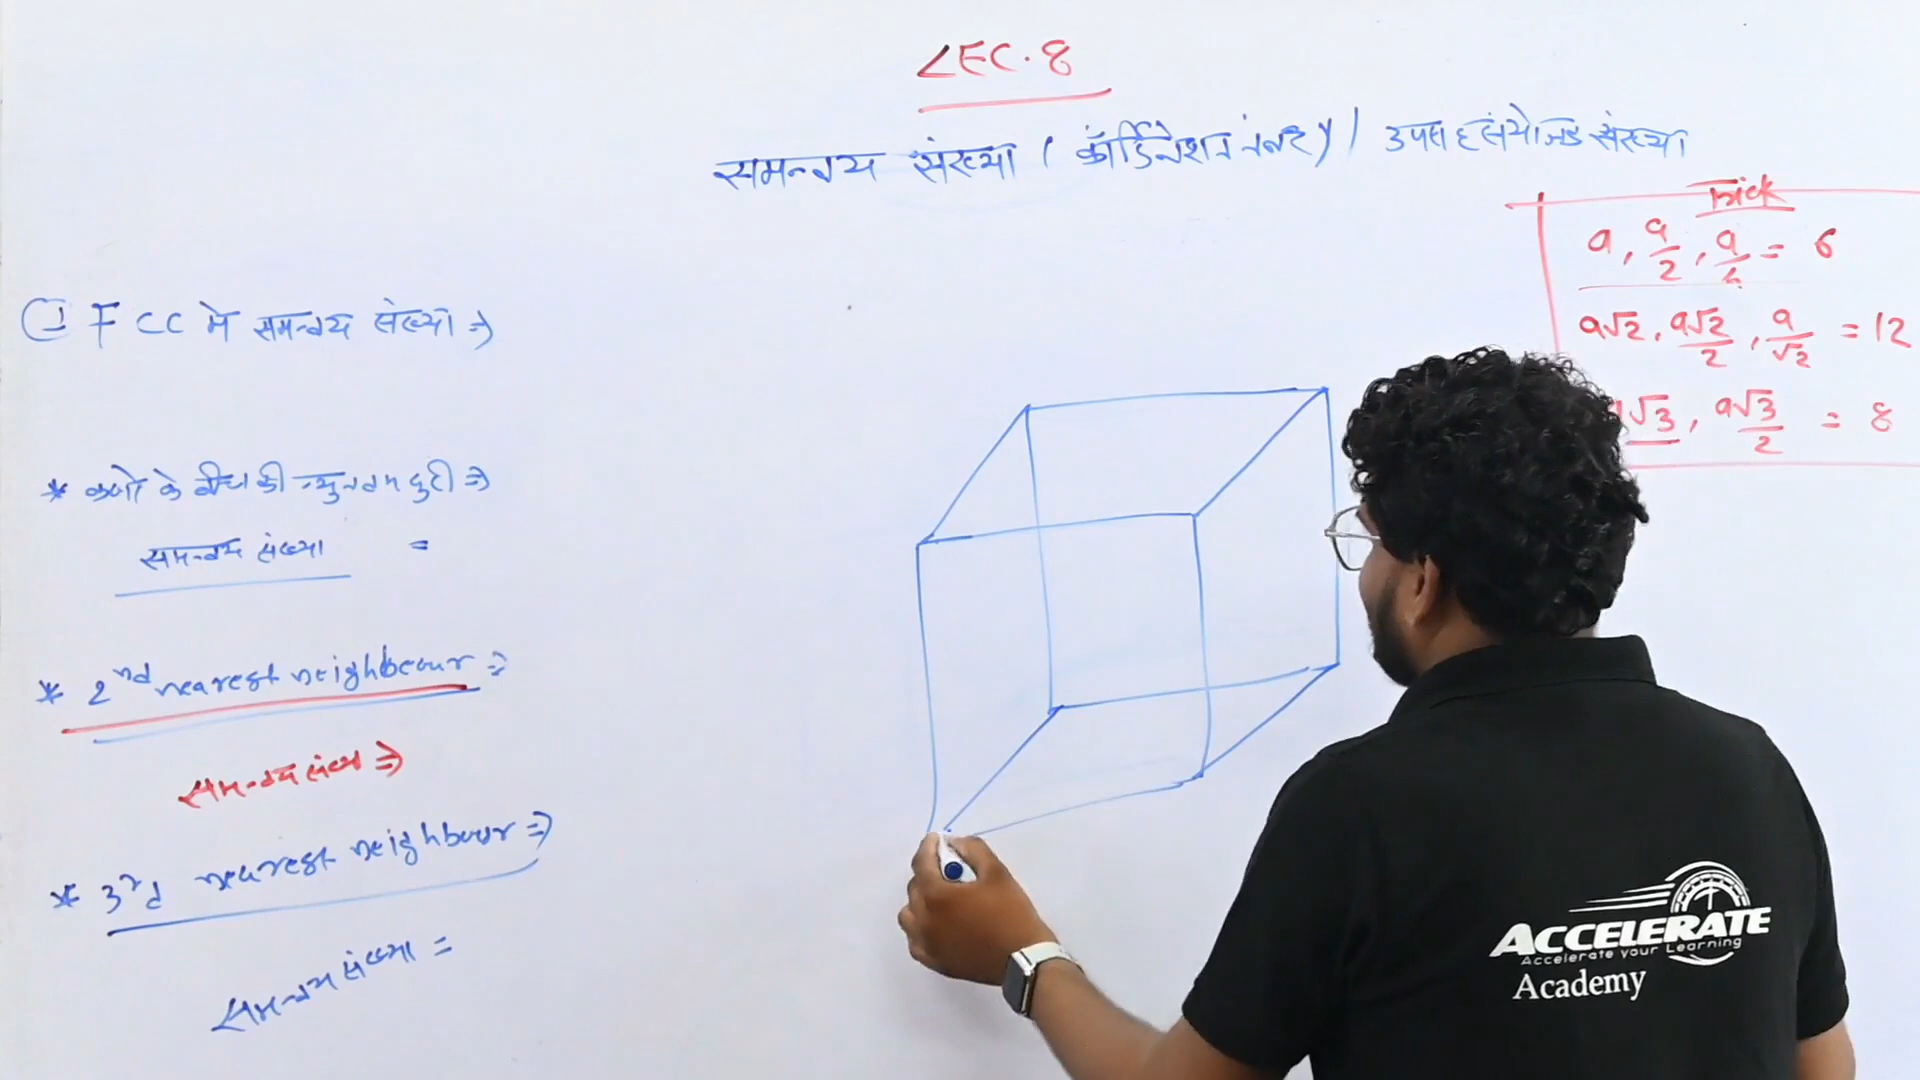 LEC.8
समन्वय संख्या (कॉर्डिनेशन नंबर) / उपसहसंयोजक संख्या
Trick
a, a/2, a/4 = 6
a√2, a√2/2, a/√2 = 12
√3, a√3/2 = 8
FCC में समन्वय संख्या ⇒
* कणों के बीच की न्युनतम दुरी ⇒
समन्वय संख्या =
* 2nd nearest neighbour ⇒
समन्वय संख्या ⇒
* 3rd nearest neighbour ⇒
समन्वय संख्या =
ACCELERATE
Accelerate your Learning
Academy